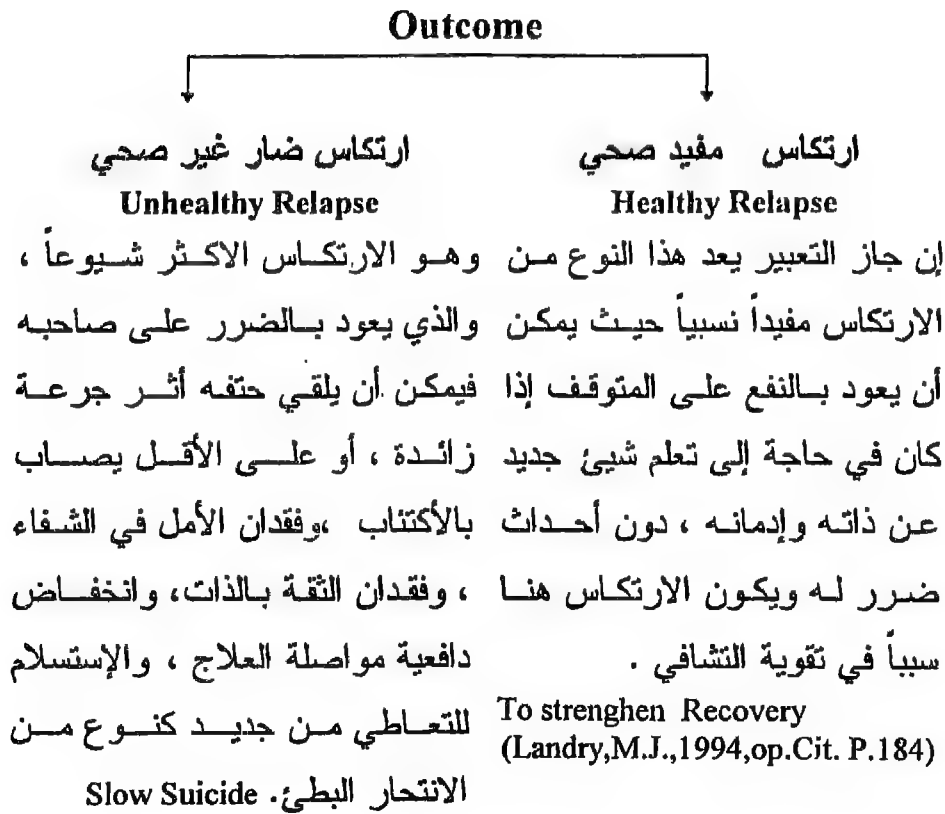 Outcome
ارتكاس مفيد صحي
Healthy Relapse
إن جاز التعبير يعد هذا النوع من
الارتكاس مفيداً نسبياً حيث يمكن
أن يعود بالنفع على المتوقف إذا
كان في حاجة إلى تعلم شيئ جديد
عن ذاته وإدمانه ، دون أحداث
ضرر له ويكون الارتكاس هنا
سبباً في تقوية التشافي .
To strenghen Recovery
(Landry,M.J.,1994,op.Cit. P.184)
ارتكاس ضار غير صحي
Unhealthy Relapse
وهو الارتكاس الاكثر شيوعاً ،
والذي يعود بالضرر على صاحبه
فيمكن أن يلقي حتفه أثر جرعة
زائدة ، أو على الأقل يصاب
بالأكتئاب ،وفقدان الأمل في الشفاء
، وفقدان الثقة بالذات، وانخفاض
دافعية مواصلة العلاج ، والإستسلام
للتعاطي من جديد كنوع من
الانتحار البطئ. Slow Suicide